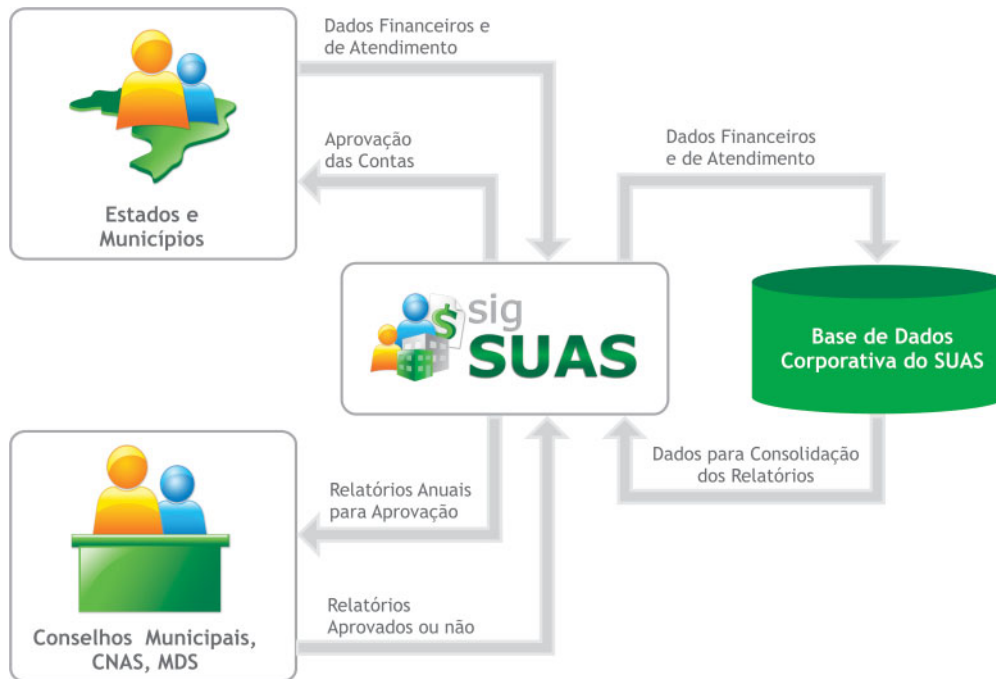 Dados Financeiros e
de Atendimento
Aprovação
das Contas
Estados e
Municípios
Dados Financeiros
e de Atendimento
$
sig
SUAS
Base de Dados
Corporativa do SUAS
Dados para Consolidação
dos Relatórios
Relatórios Anuais
para Aprovação
Relatórios
Aprovados ou não
Conselhos Municipais,
CNAS, MDS